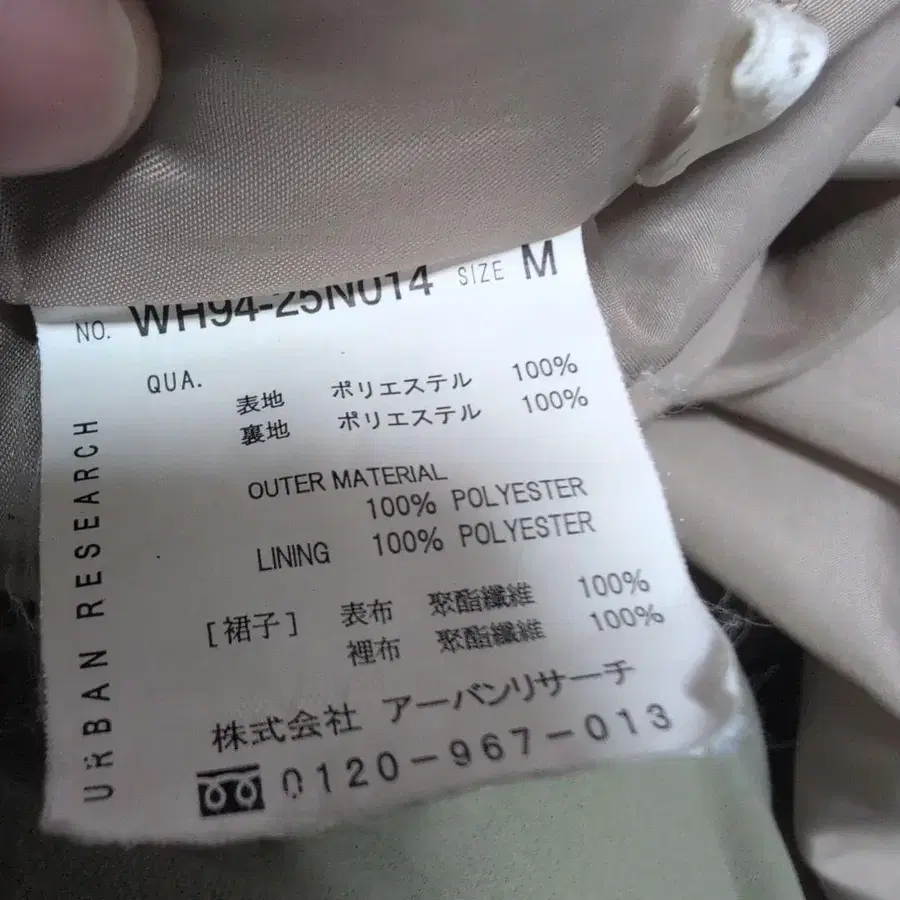 NO. WH94-25N014 SIZE M
QUA.
表地 ポリエステル 100%
裏地 ポリエステル 100%
OUTER MATERIAL
100% POLYESTER
LINING 100% POLYESTER
[裙子] 表布 聚酯纖維 100%
裡布 聚酯纖維 100%
株式会社 アーバンリサーチ
0120-967-013
URBAN RESEARCH